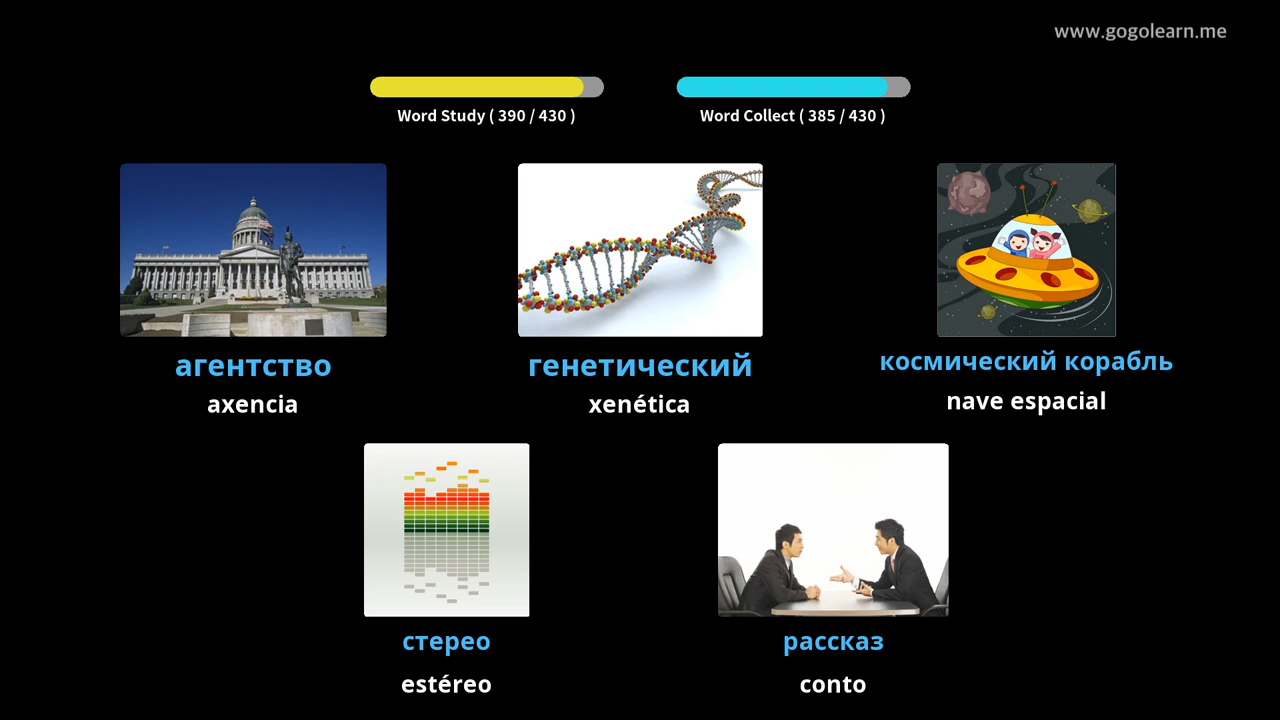 www.gogolearn.me
Word Study ( 390 / 430 )
Word Collect ( 385 / 430 )
агентство
генетический
космический корабль
axencia
xenética
nave espacial
стерео
рассказ
estéreo
conto